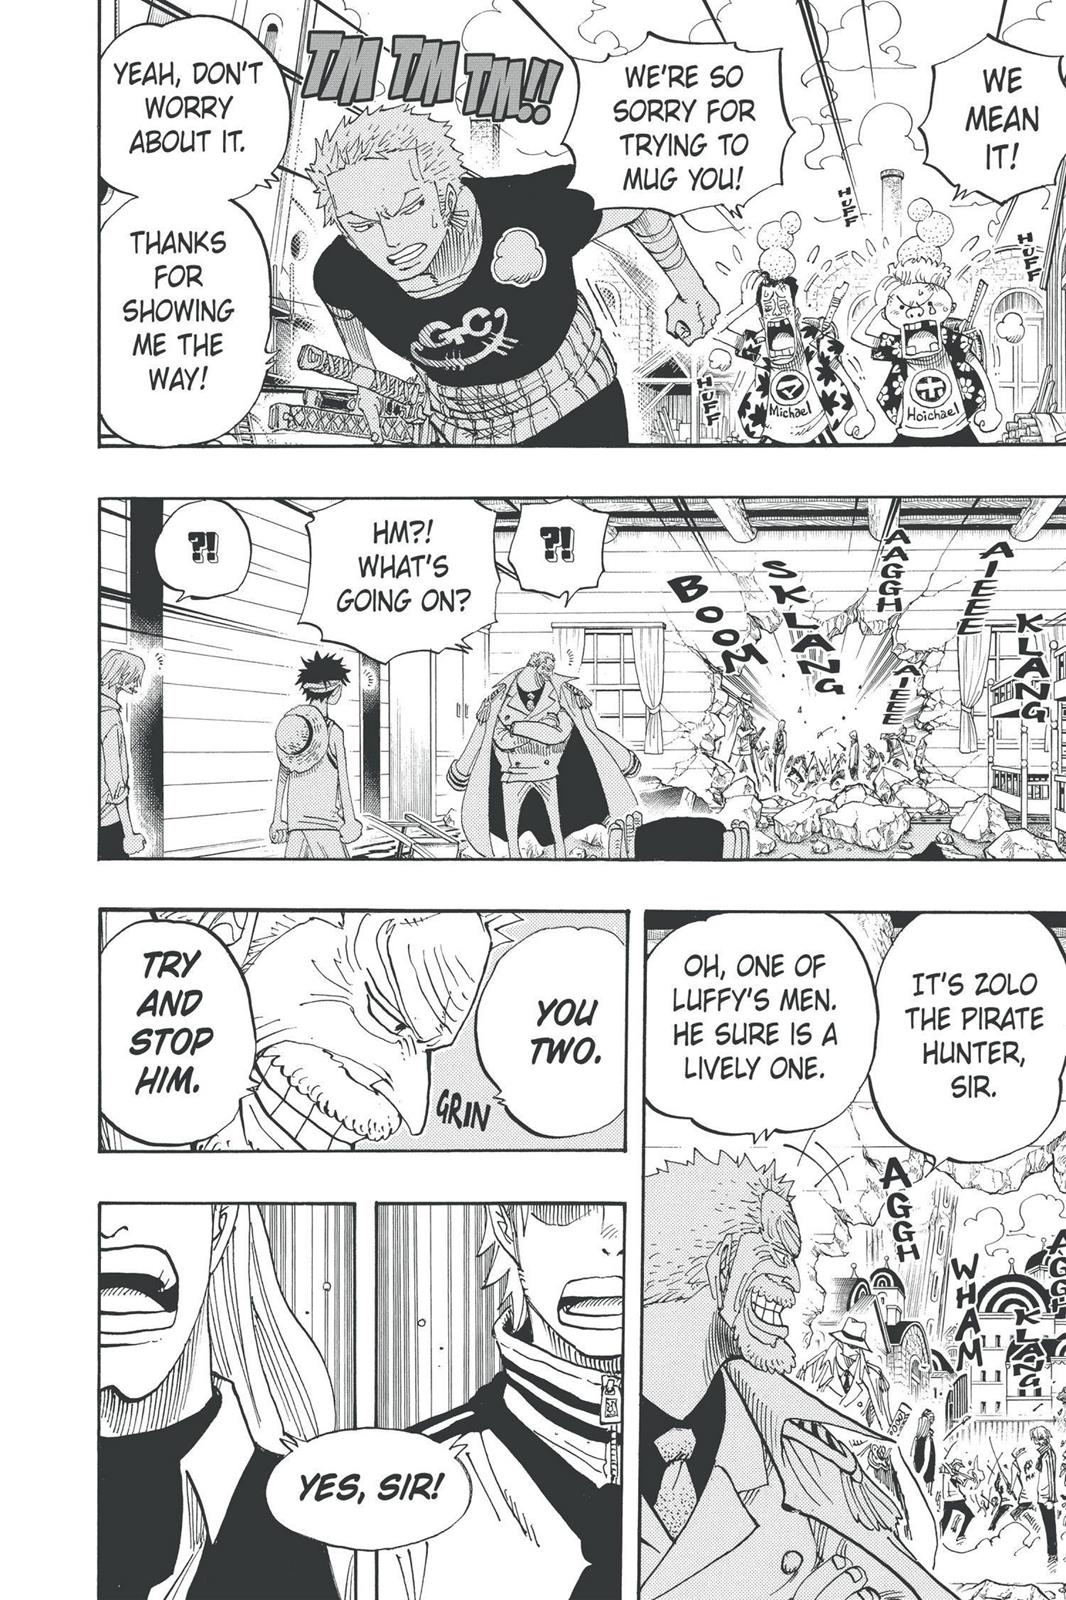 WE
MEAN
IT!
WE'RE SO
SORRY FOR
TRYING TO
MUG YOU!
TM TM TM!!
YEAH, DON'T
WORRY
ABOUT IT.
THANKS
FOR
SHOWING
ME THE
WAY!
HUFF
HUFF
HUFF
Michael
Hoichael
GC
KLANG
AIEEE
AAGGH
AIEEE
SKLANG
BOOM
?!
HM?!
WHAT'S
GOING ON?
?!
IT'S ZOLO
THE PIRATE
HUNTER,
SIR.
OH, ONE OF
LUFFY'S MEN.
HE SURE IS A
LIVELY ONE.
AGGH
AGGH
WHAM
KLANG
YOU
TWO.
GRIN
TRY
AND
STOP
HIM.
YES, SIR!